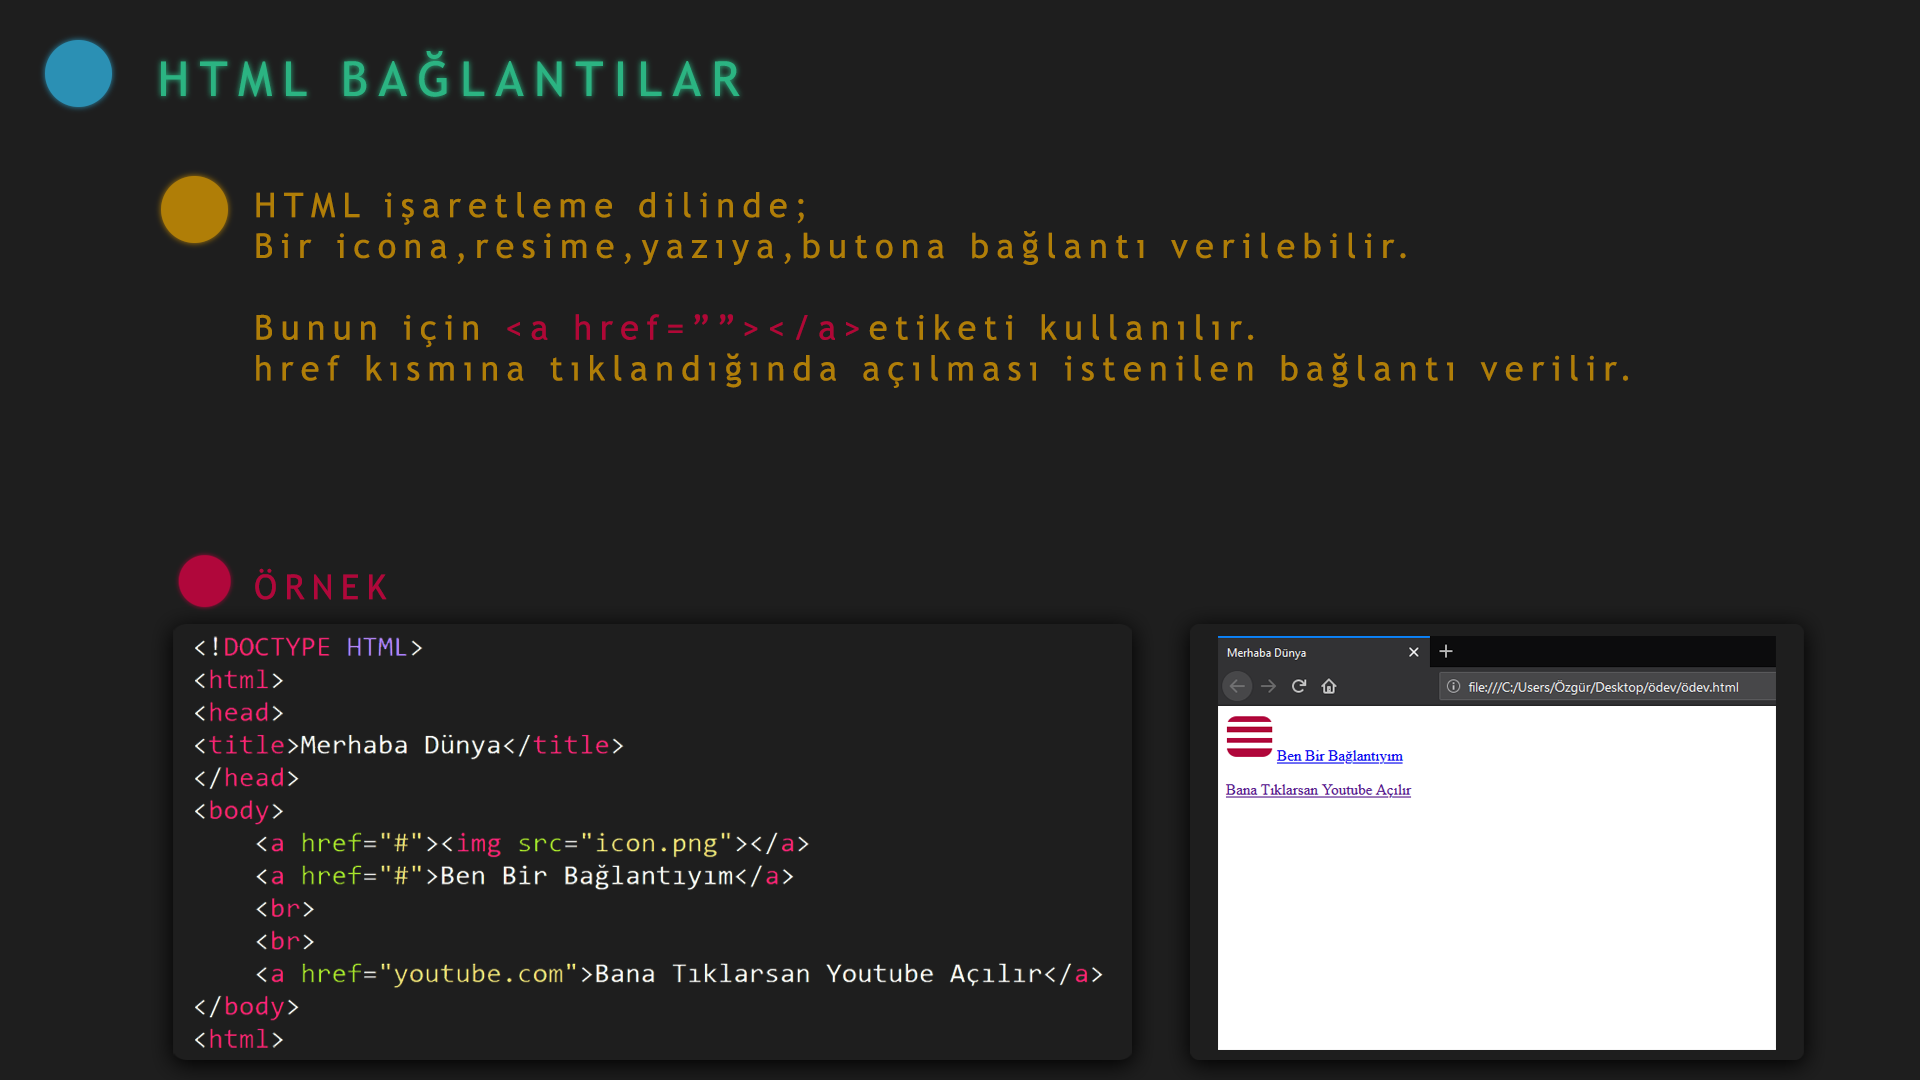 HTML BAĞLANTILAR
HTML işaretleme dilinde;
Bir icona,resime,yazıya,butona bağlantı verilebilir.
Bunun için <a href=””></a>etiketi kullanılır.
href kısmına tıklandığında açılması istenilen bağlantı verilir.
ÖRNEK
<!DOCTYPE HTML>
<html>
<head>
<title>Merhaba Dünya</title>
</head>
<body>
    <a href="#"><img src="icon.png"></a>
    <a href="#">Ben Bir Bağlantıyım</a>
    <br>
    <br>
    <a href="youtube.com">Bana Tıklarsan Youtube Açılır</a>
</body>
<html>
Merhaba Dünya
file:///C:/Users/Özgür/Desktop/ödev/ödev.html
Ben Bir Bağlantıyım
Bana Tıklarsan Youtube Açılır